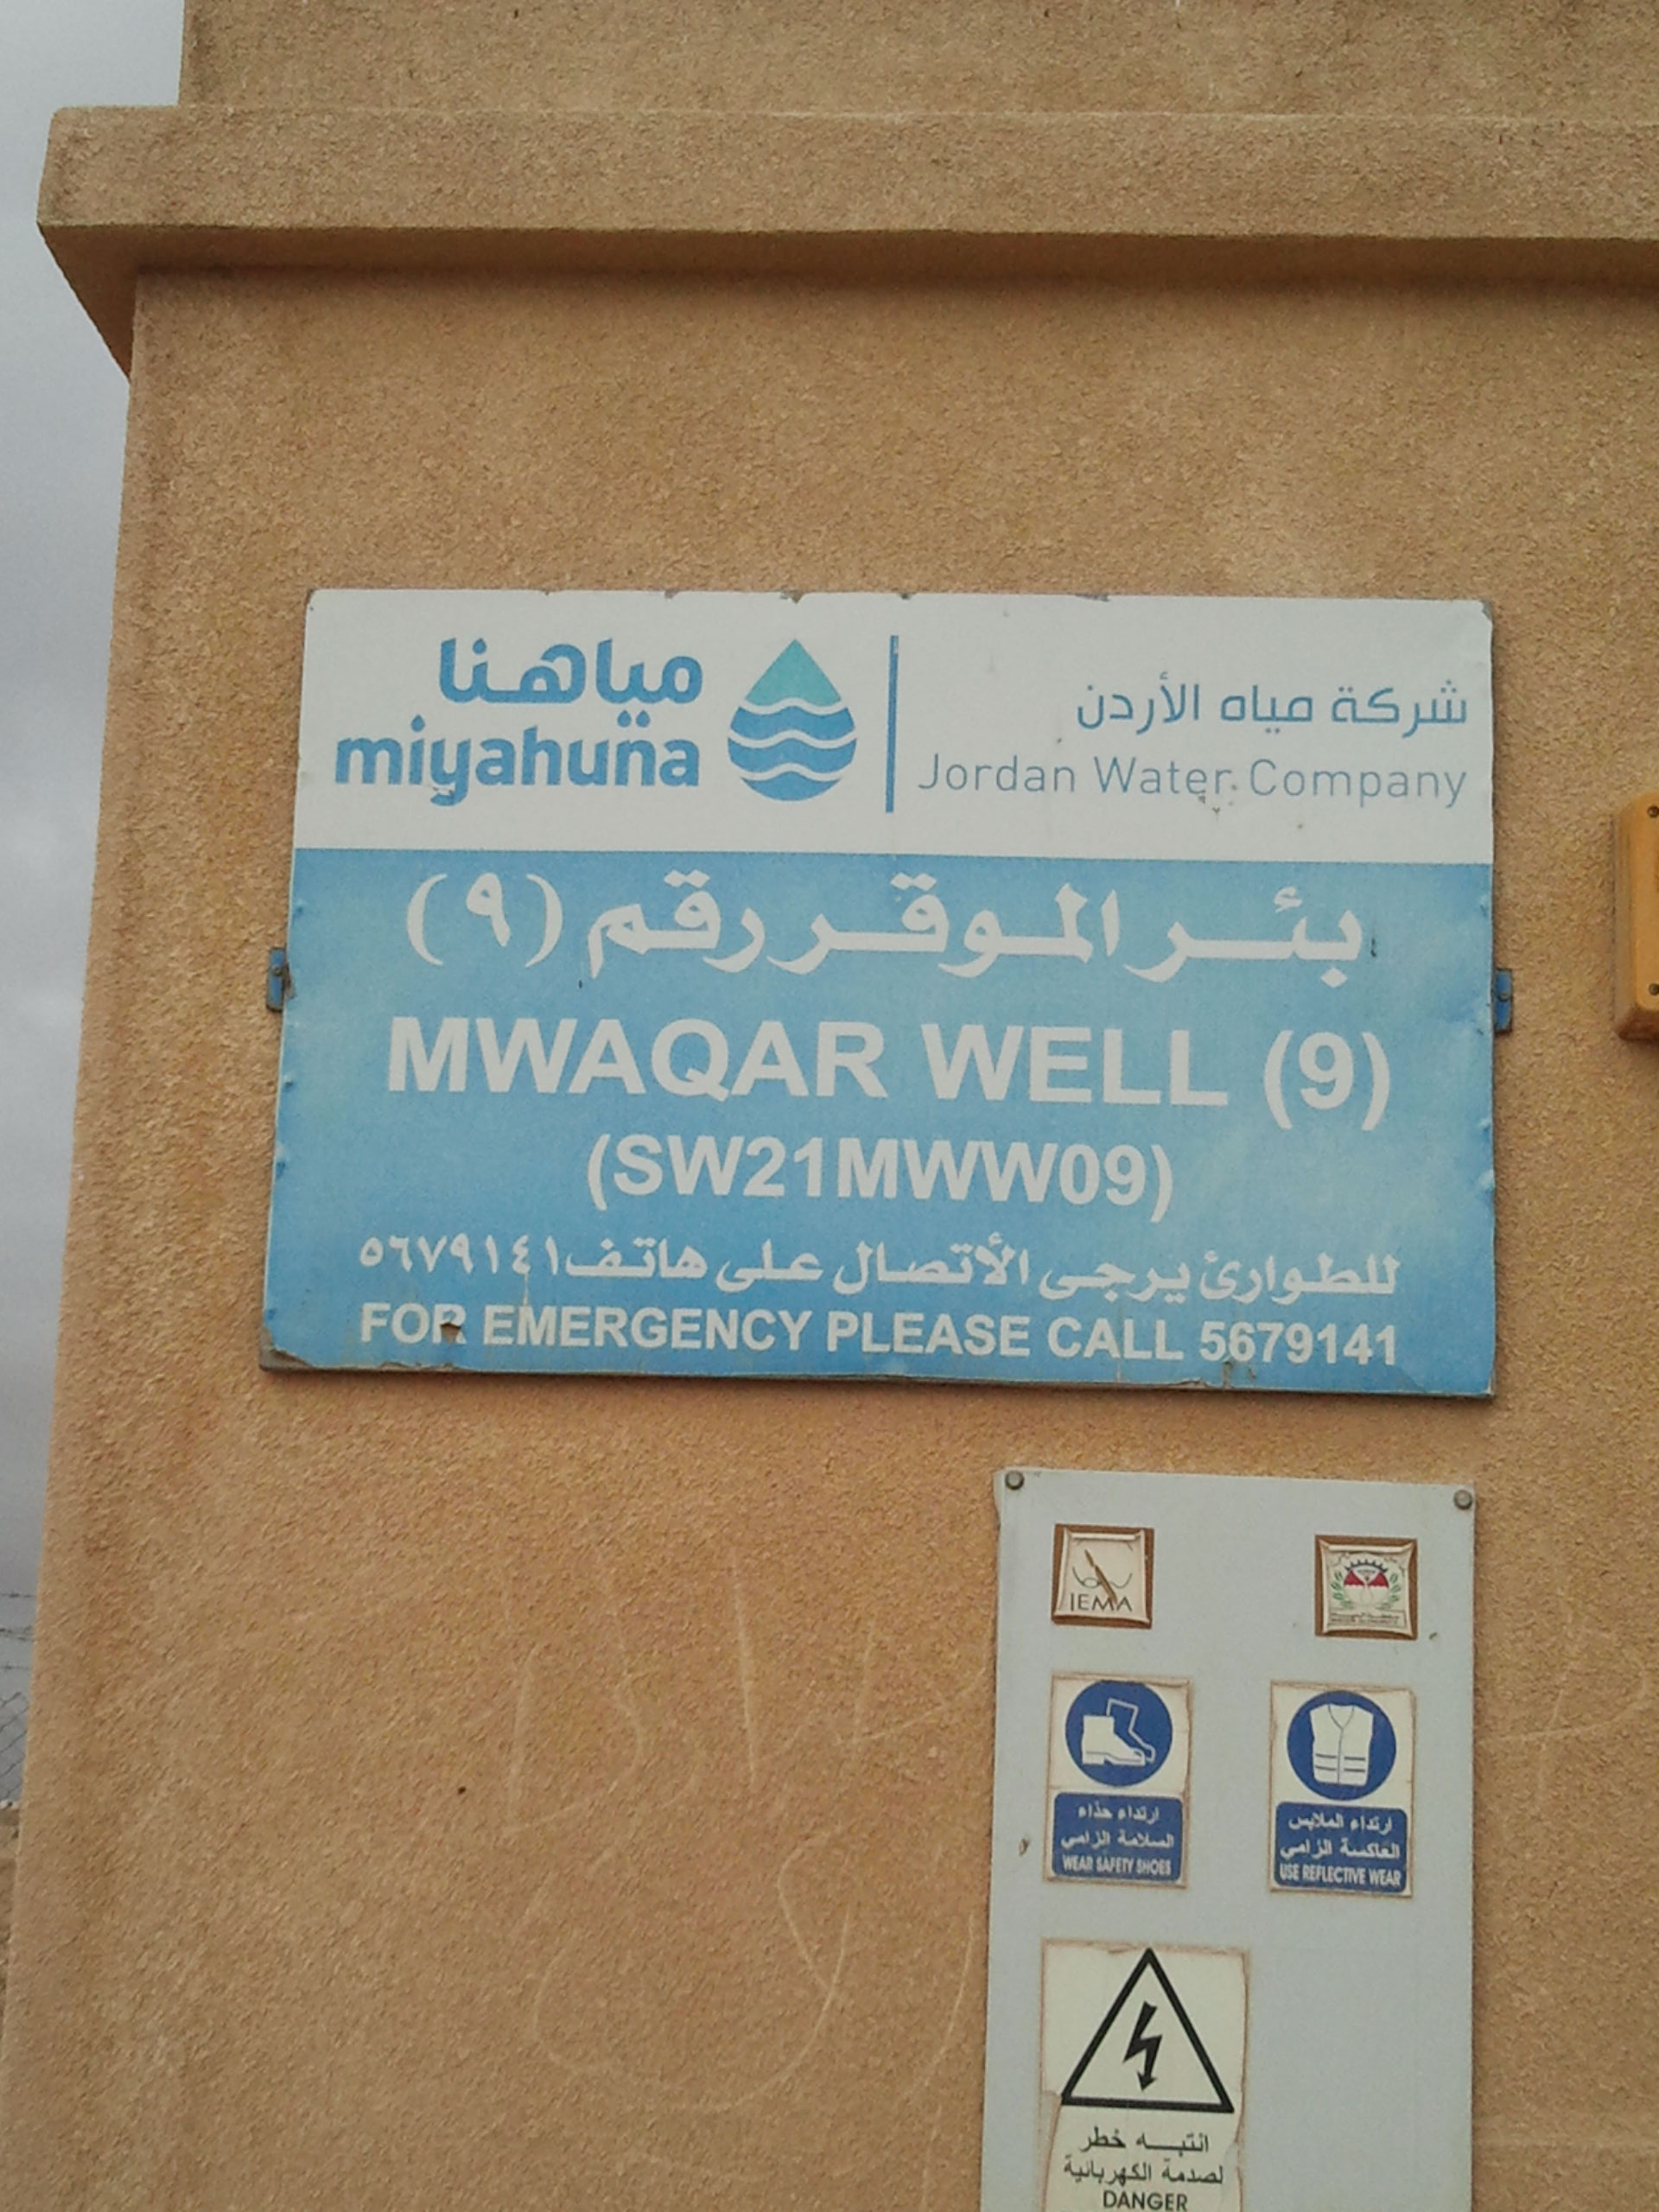 مياهنا
miyahuna
شركة مياه الأردن
Jordan Water Company
بئر الموقر رقم (٩)
MWAQAR WELL (9)
(SW21MWW09)
للطوارئ يرجى الأتصال على هاتف ٥٦٧٩١٤١
FOR EMERGENCY PLEASE CALL 5679141
IEMA
ارتداء حذاء
السلامة الزامي
WEAR SAFETY SHOES
ارتداء الملابس
العاكسة الزامي
USE REFLECTIVE WEAR
انتبه خطر
لصدمة الكهربائية
DANGER